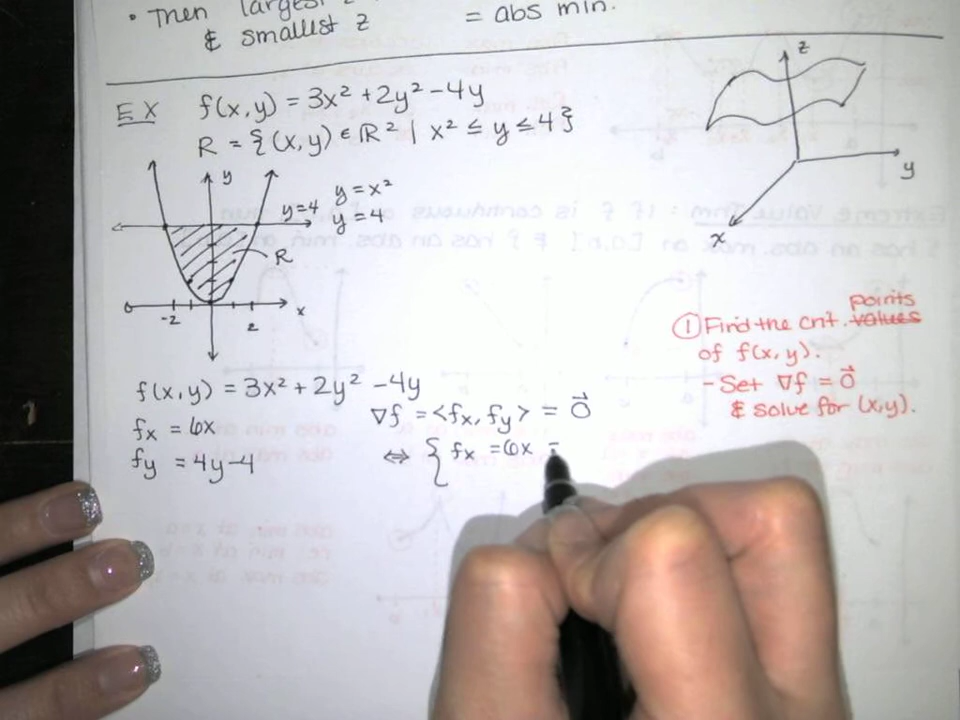 • Then largest z
& smallest z = abs min.
EX f(x,y) = 3x² + 2y² - 4y
R = {(x,y) ∈ ℝ² | x² ≤ y ≤ 4}
z
y
x
y
y = x²
y=4
y = 4
R
x
-2 2
① Find the crit. points values
of f(x,y).
- Set ∇f = 0⃗
& solve for (x,y).
f(x,y) = 3x² + 2y² - 4y
fx = 6x
fy = 4y - 4
∇f = <fx, fy> = 0⃗
⇔ { fx = 6x =